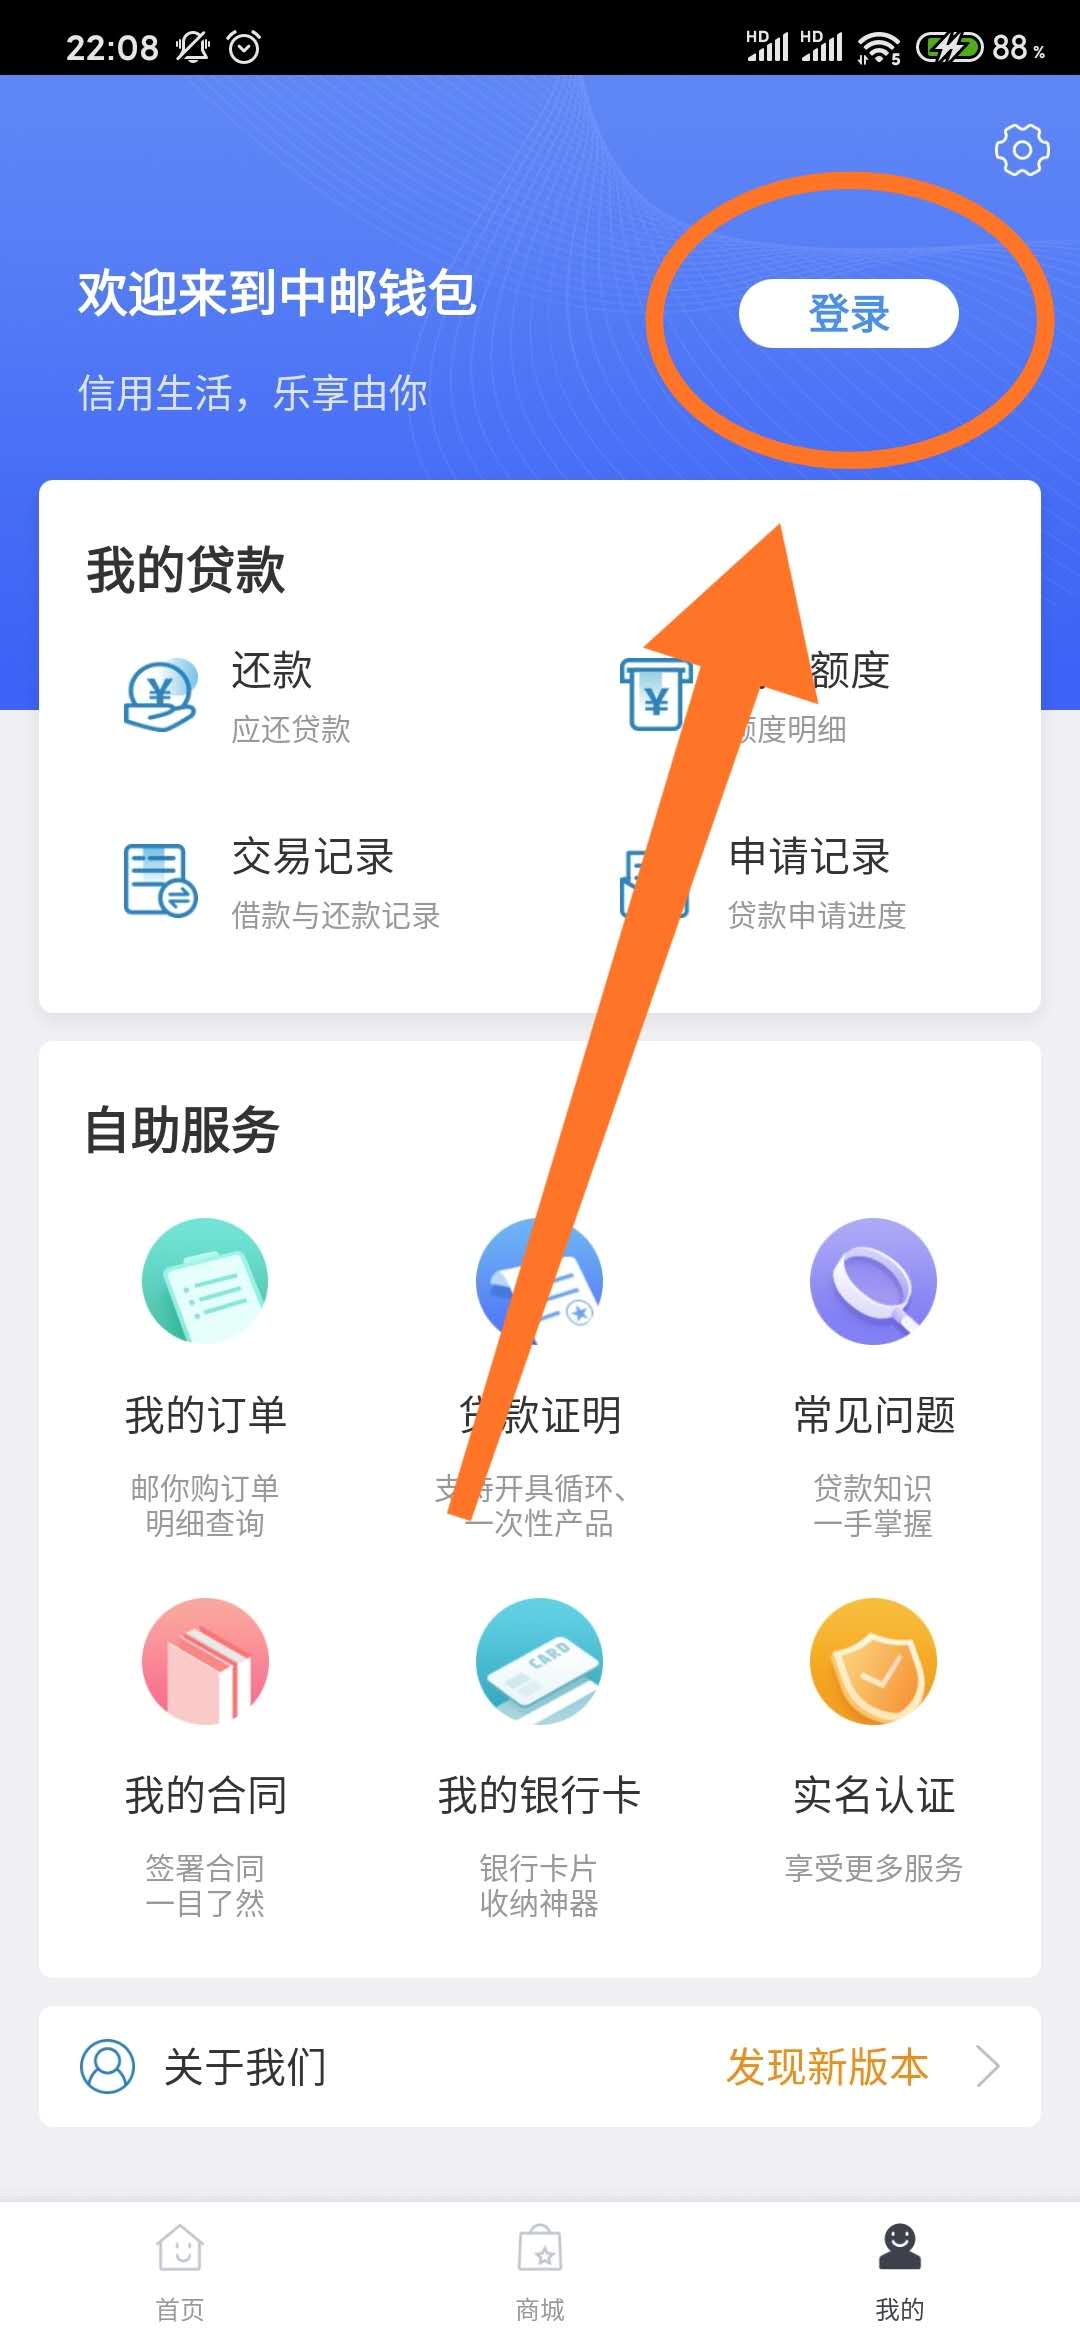 22:08 HD HD 5 88 %
欢迎来到中邮钱包
登录
信用生活，乐享由你
我的贷款
还款 额度
应还贷款 度明细
交易记录 申请记录
借款与还款记录 贷款申请进度
自助服务
我的订单 贷款证明 常见问题
邮你购订单 支持开具循环、 贷款知识
明细查询 一次性产品 一手掌握
CARD
我的合同 我的银行卡 实名认证
签署合同 银行卡片 享受更多服务
一目了然 收纳神器
关于我们 发现新版本
首页 商城 我的